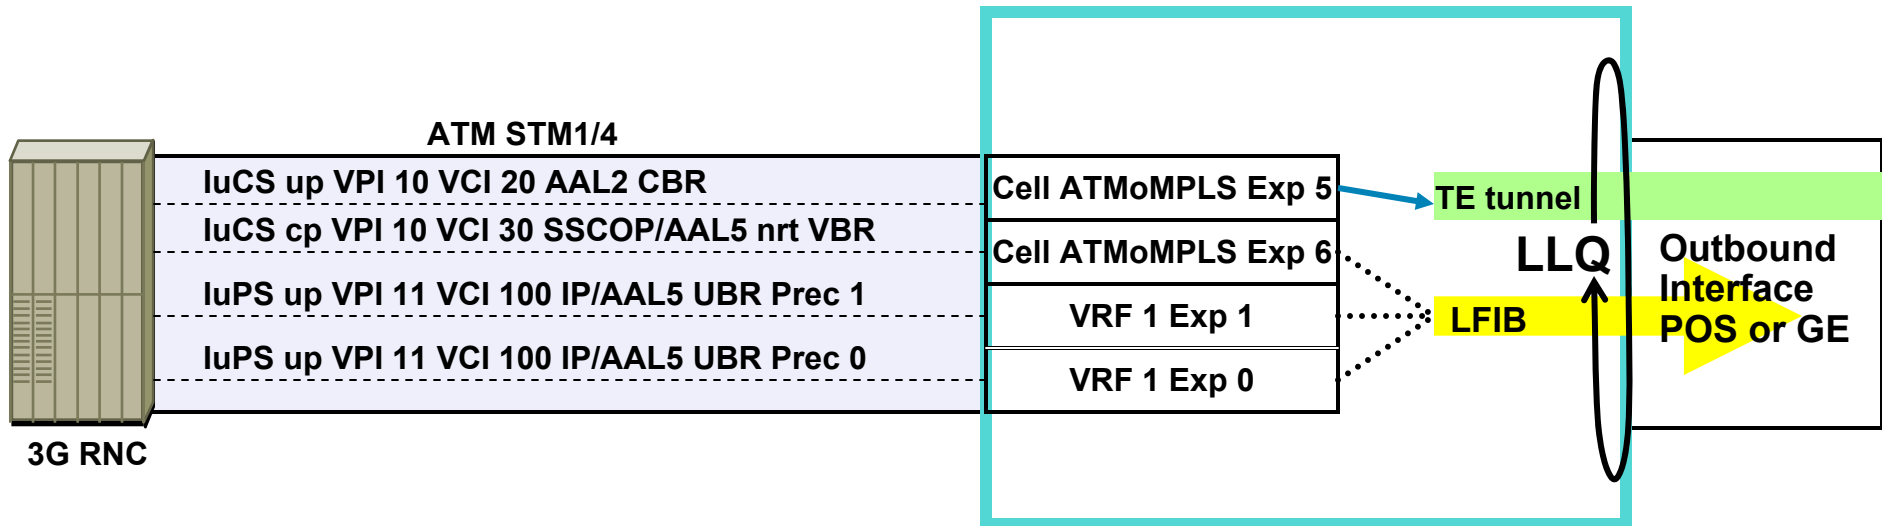 ATM STM1/4
IuCS up VPI 10 VCI 20 AAL2 CBR
IuCS cp VPI 10 VCI 30 SSCOP/AAL5 nrt VBR
IuPS up VPI 11 VCI 100 IP/AAL5 UBR Prec 1
IuPS up VPI 11 VCI 100 IP/AAL5 UBR Prec 0
3G RNC
Cell ATMoMPLS Exp 5
Cell ATMoMPLS Exp 6
VRF 1 Exp 1
VRF 1 Exp 0
TE tunnel
LLQ
LFIB
Outbound
Interface
POS or GE